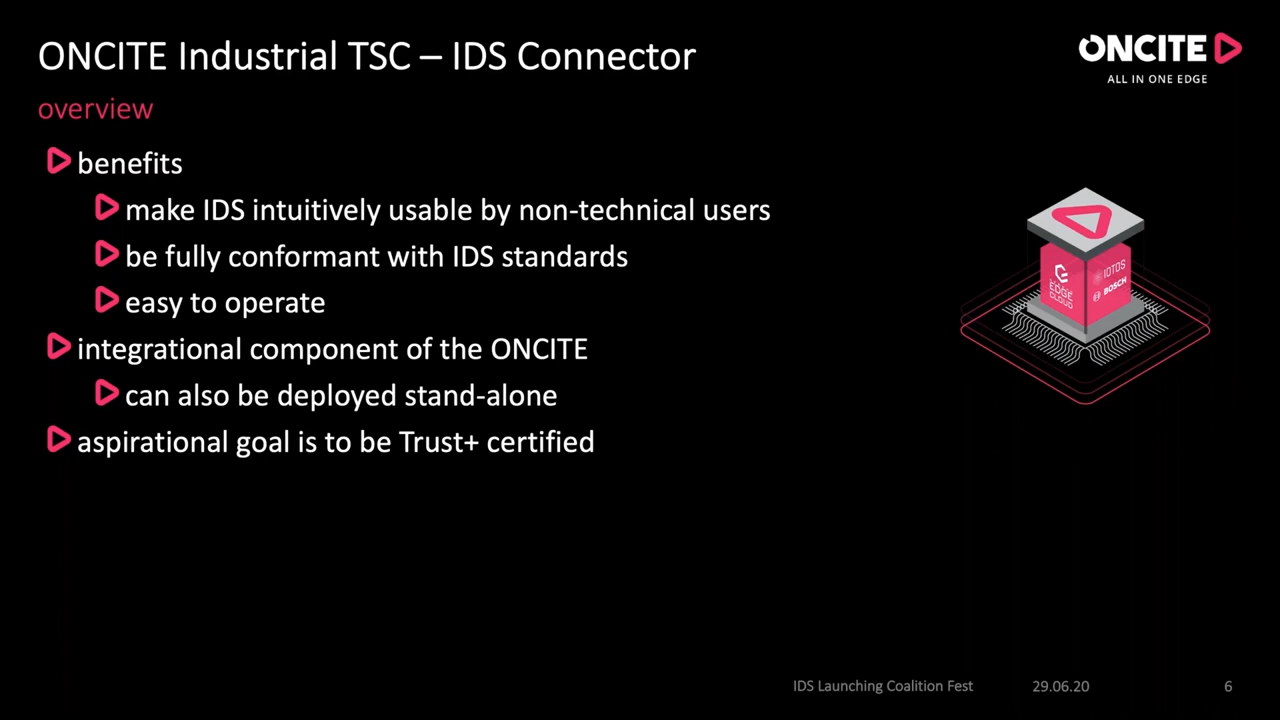 ONCITE Industrial TSC – IDS Connector
overview
ONCITE
ALL IN ONE EDGE
benefits
make IDS intuitively usable by non-technical users
be fully conformant with IDS standards
easy to operate
integrational component of the ONCITE
can also be deployed stand-alone
aspirational goal is to be Trust+ certified
EDGE
CLOUD
IOTOS
BOSCH
IDS Launching Coalition Fest
29.06.20
6